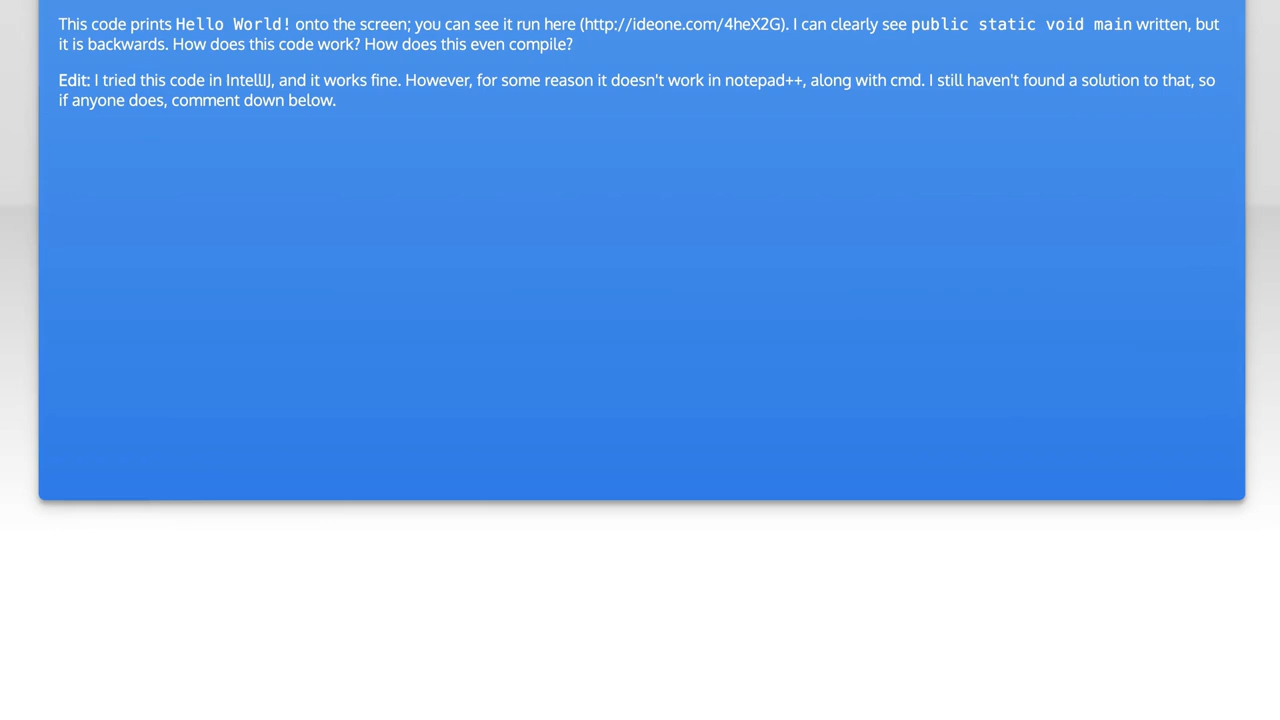 This code prints Hello World! onto the screen; you can see it run here (http://ideone.com/4heX2G). I can clearly see public static void main written, but
it is backwards. How does this code work? How does this even compile?
Edit: I tried this code in IntellIJ, and it works fine. However, for some reason it doesn't work in notepad++, along with cmd. I still haven't found a solution to that, so
if anyone does, comment down below.